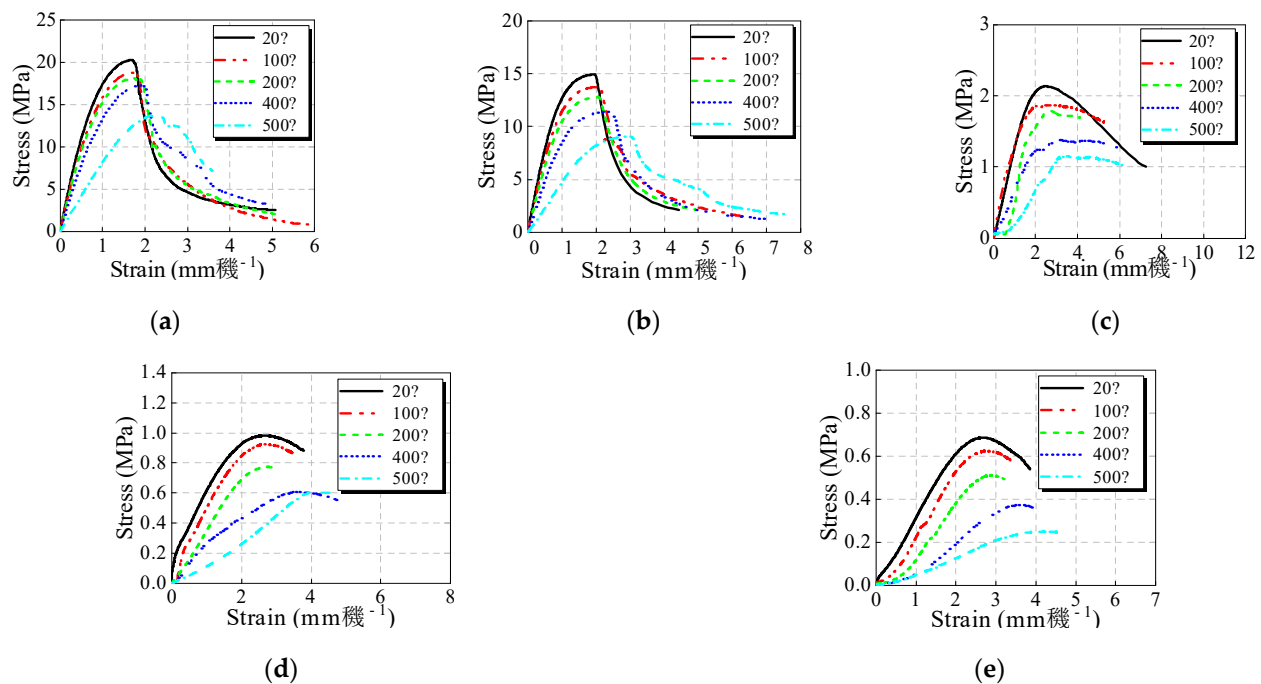 25
20
15
10
5
0
Stress (MPa)
20?
100?
200?
400?
500?
0 1 2 3 4 5 6
Strain (mm機-1)
(a)
20
15
10
5
0
Stress (MPa)
20?
100?
200?
400?
500?
0 1 2 3 4 5 6 7 8
Strain (mm機-1)
(b)
3
2
1
0
Stress (MPa)
20?
100?
200?
400?
500?
0 2 4 6 8 10 12
Strain (mm機-1)
(c)
1.4
1.2
1.0
0.8
0.6
0.4
0.2
0.0
Stress (MPa)
20?
100?
200?
400?
500?
0 2 4 6 8
Strain (mm機-1)
(d)
1.0
0.8
0.6
0.4
0.2
0.0
Stress (MPa)
20?
100?
200?
400?
500?
0 1 2 3 4 5 6 7
Strain (mm機-1)
(e)